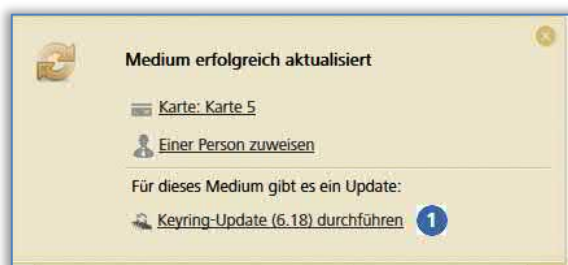 Medium erfolgreich aktualisiert
Karte: Karte 5
Einer Person zuweisen
Für dieses Medium gibt es ein Update:
Keyring-Update (6.18) durchführen 1